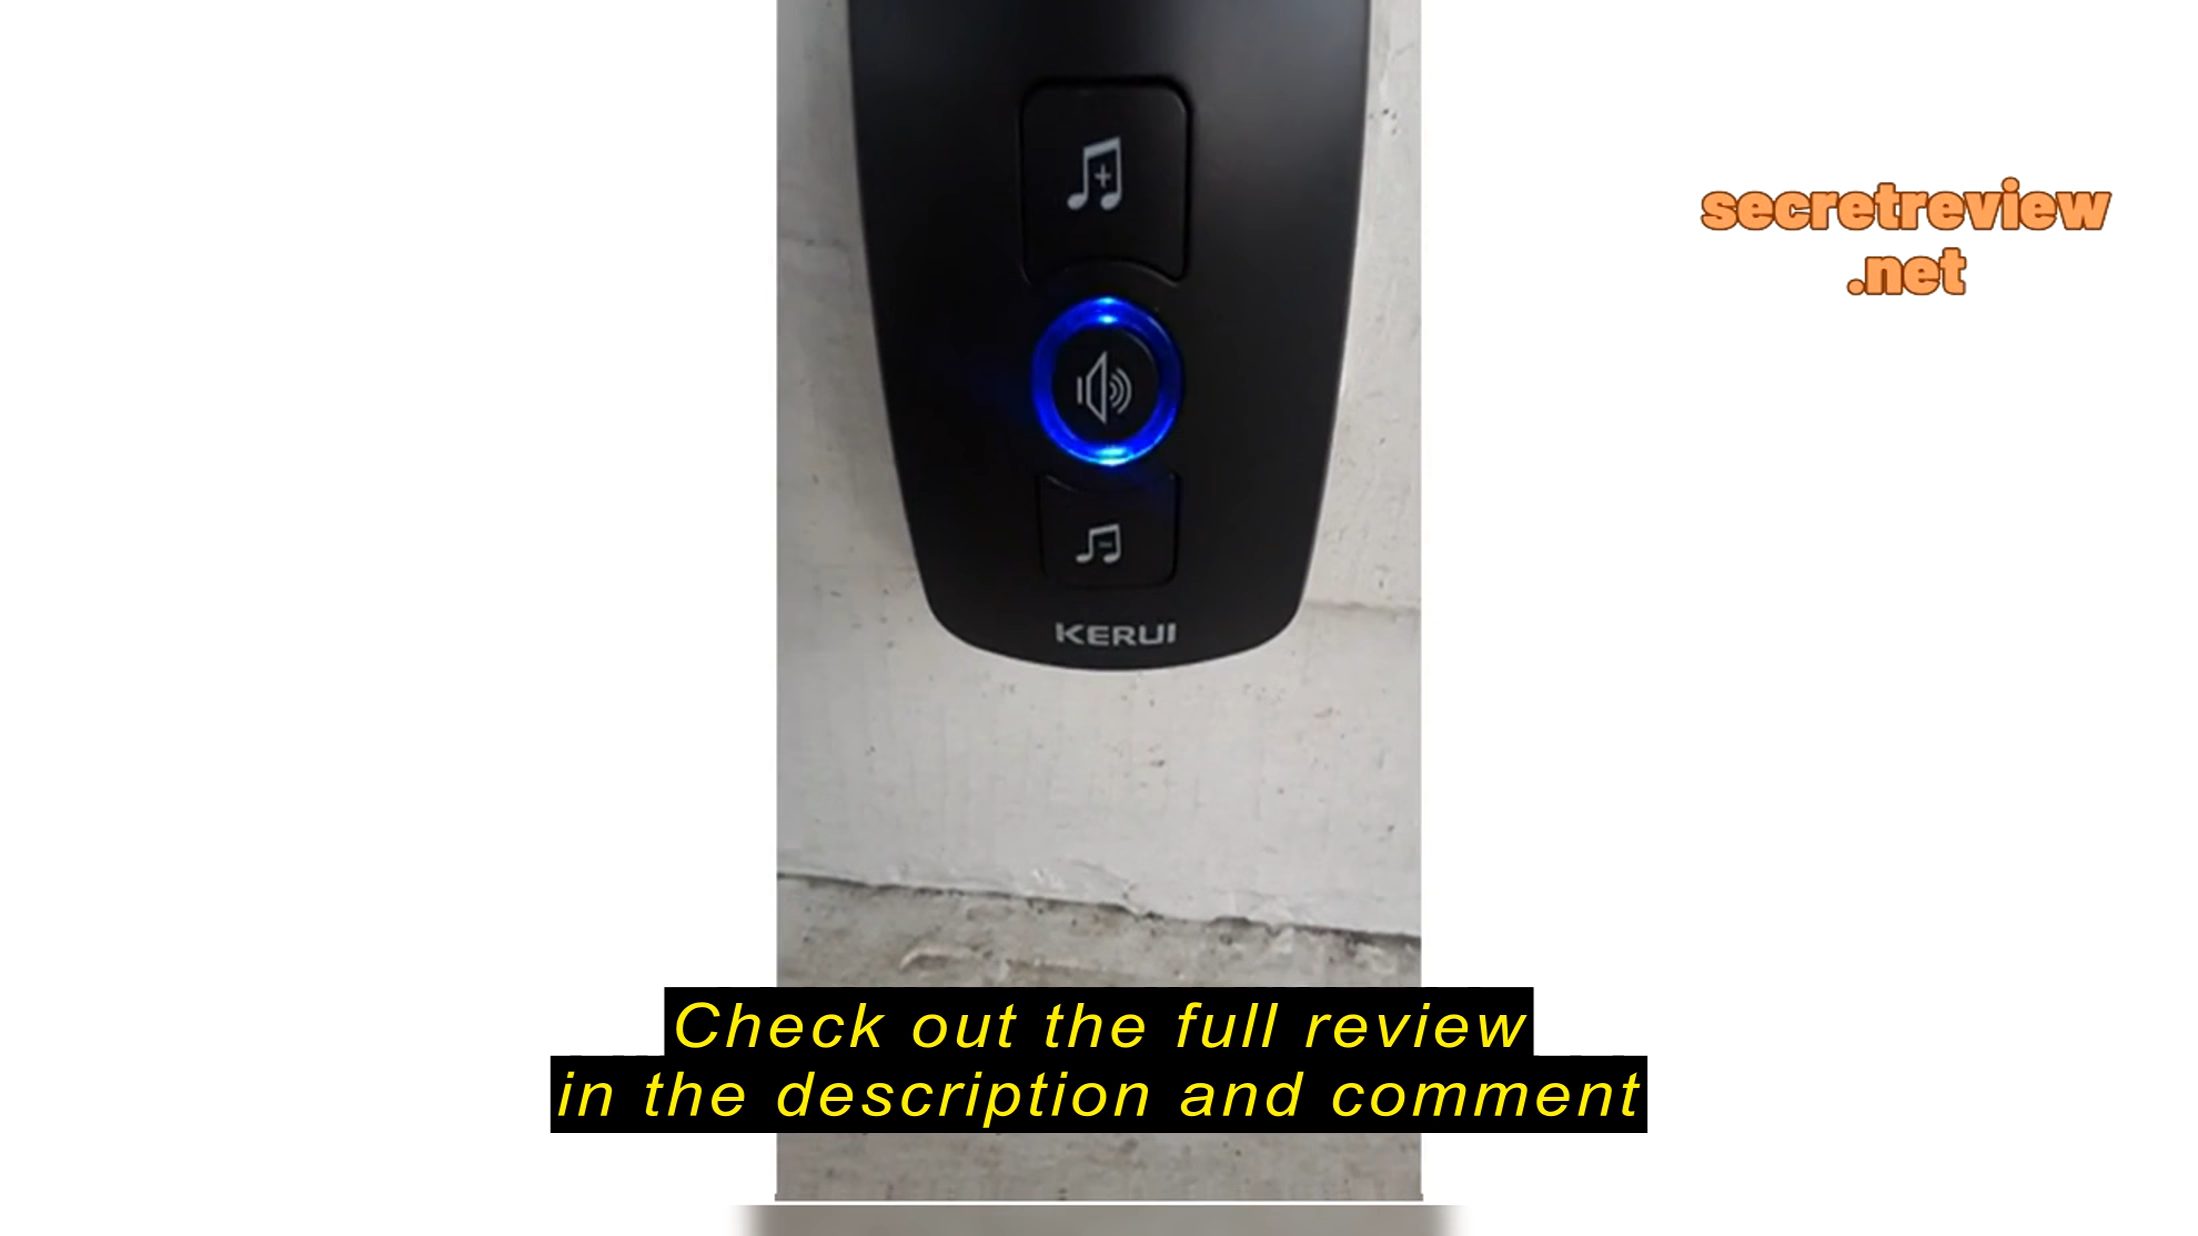 secretreview
.net
KERUI
Check out the full review
in the description and comment